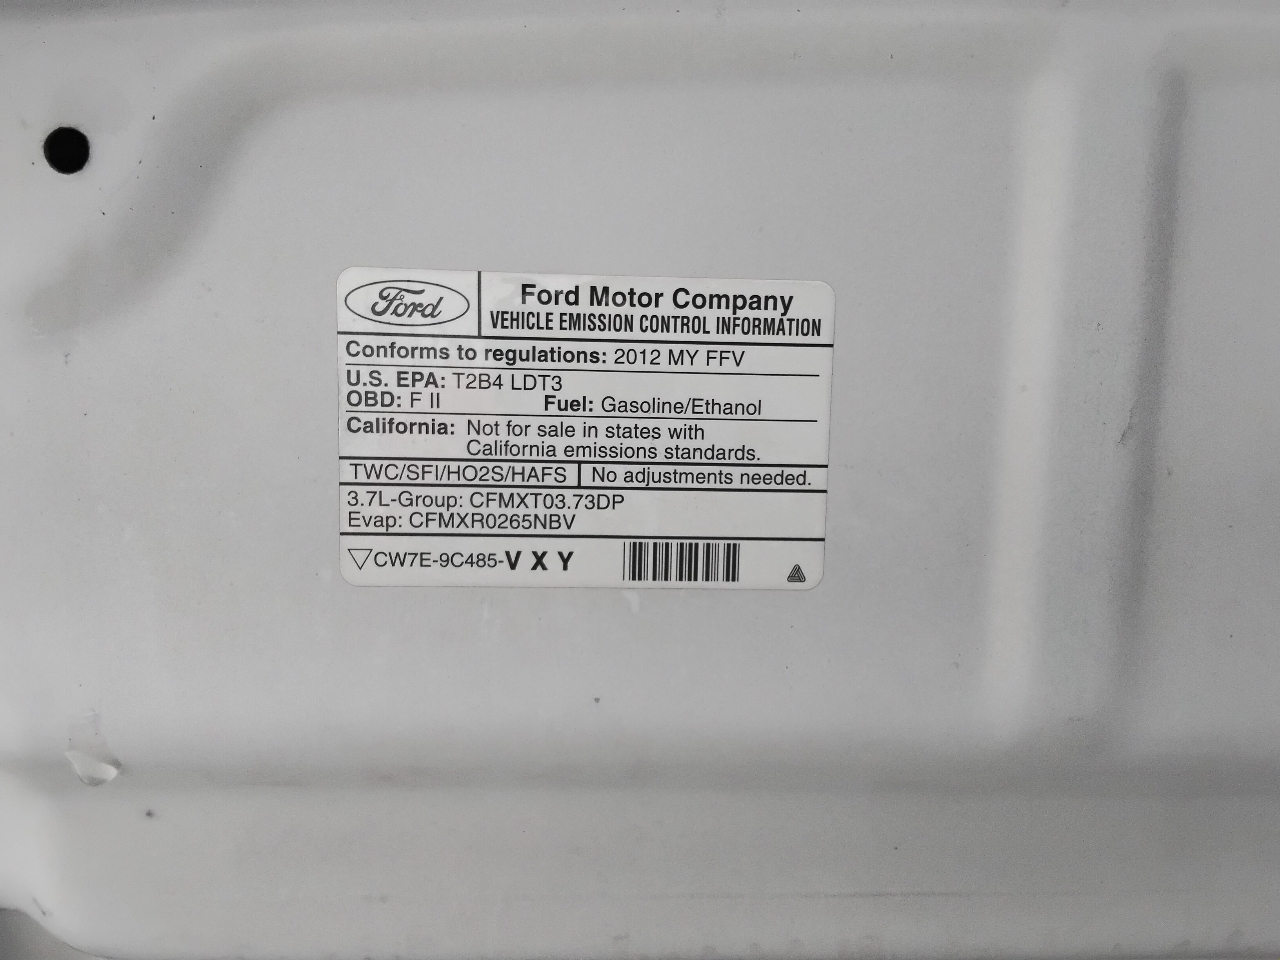 Ford
Ford Motor Company
VEHICLE EMISSION CONTROL INFORMATION
Conforms to regulations: 2012 MY FFV
U.S. EPA: T2B4 LDT3
OBD: F II Fuel: Gasoline/Ethanol
California: Not for sale in states with
California emissions standards.
TWC/SFI/HO2S/HAFS No adjustments needed.
3.7L-Group: CFMXT03.73DP
Evap: CFMXR0265NBV
CW7E-9C485-V X Y